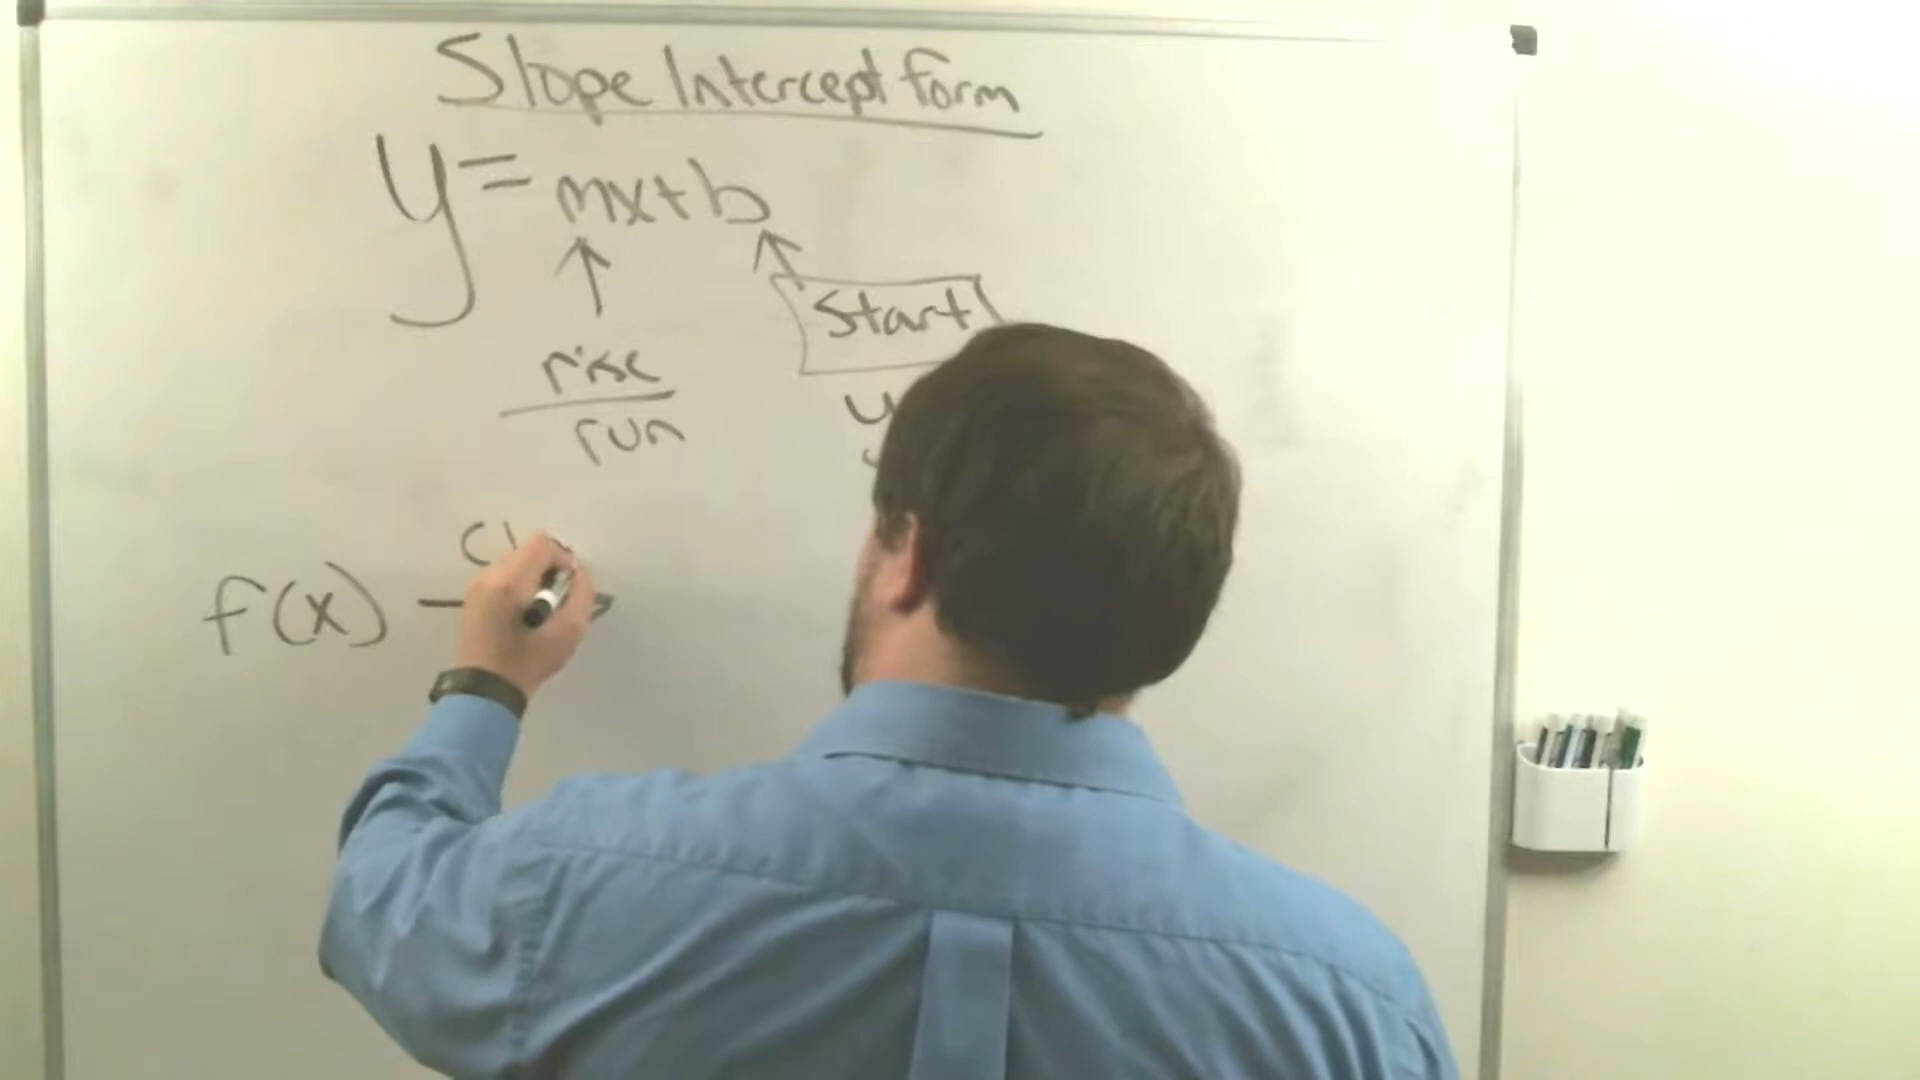 Slope Intercept form
y = mx + b
Start
rise
run
f(x)